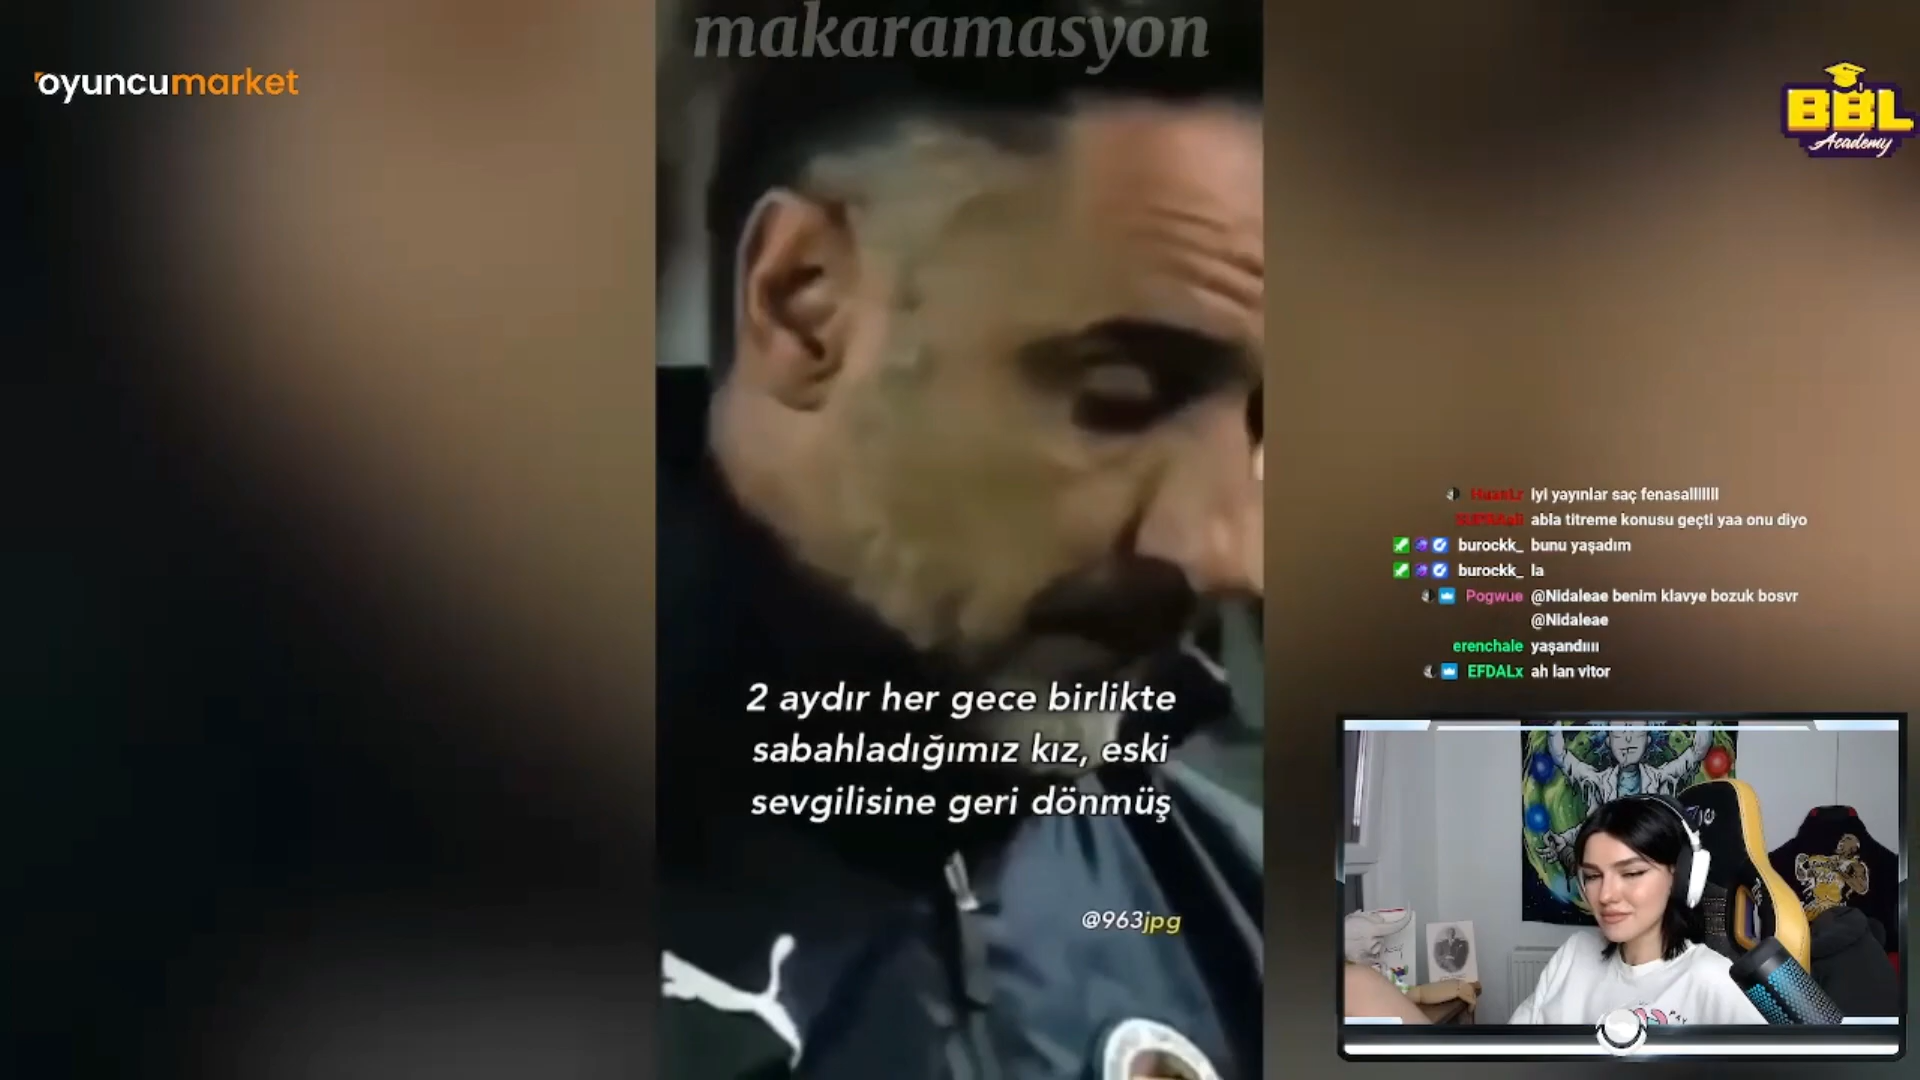 makaramasyon
oyuncumarket
BBL
Academy
Iyi yayınlar saç fenasalllllll
abla titreme konusu geçti yaa onu diyo
burockk_ bunu yaşadım
burockk_ la
Pogwue @Nidaleae benim klavye bozuk bosvr
@Nidaleae
erenchale yaşandıııı
EFDALx ah lan vitor
2 aydır her gece birlikte
sabahladığımız kız, eski
sevgilisine geri dönmüş
@963jpg